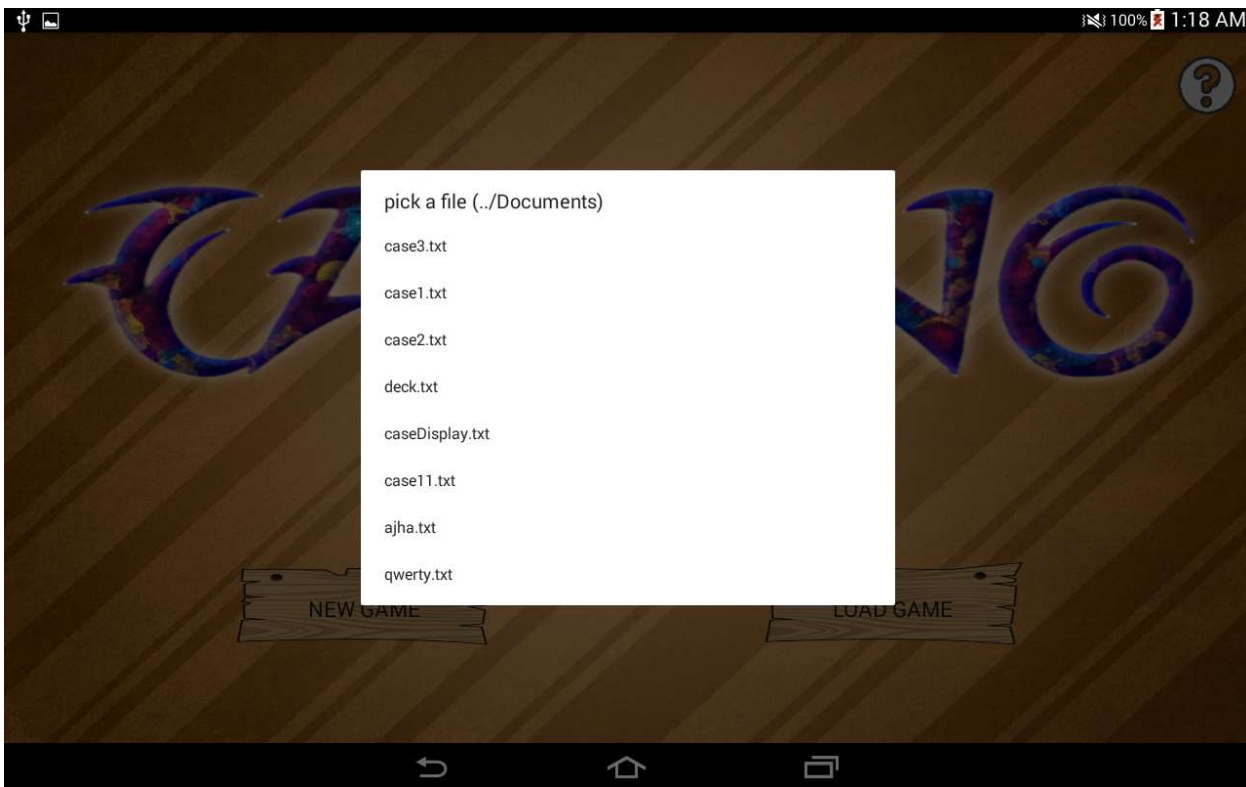 100% 1:18 AM
pick a file (../Documents)
case3.txt
case1.txt
case2.txt
deck.txt
caseDisplay.txt
case11.txt
ajha.txt
qwerty.txt
NEW GAME
LOAD GAME